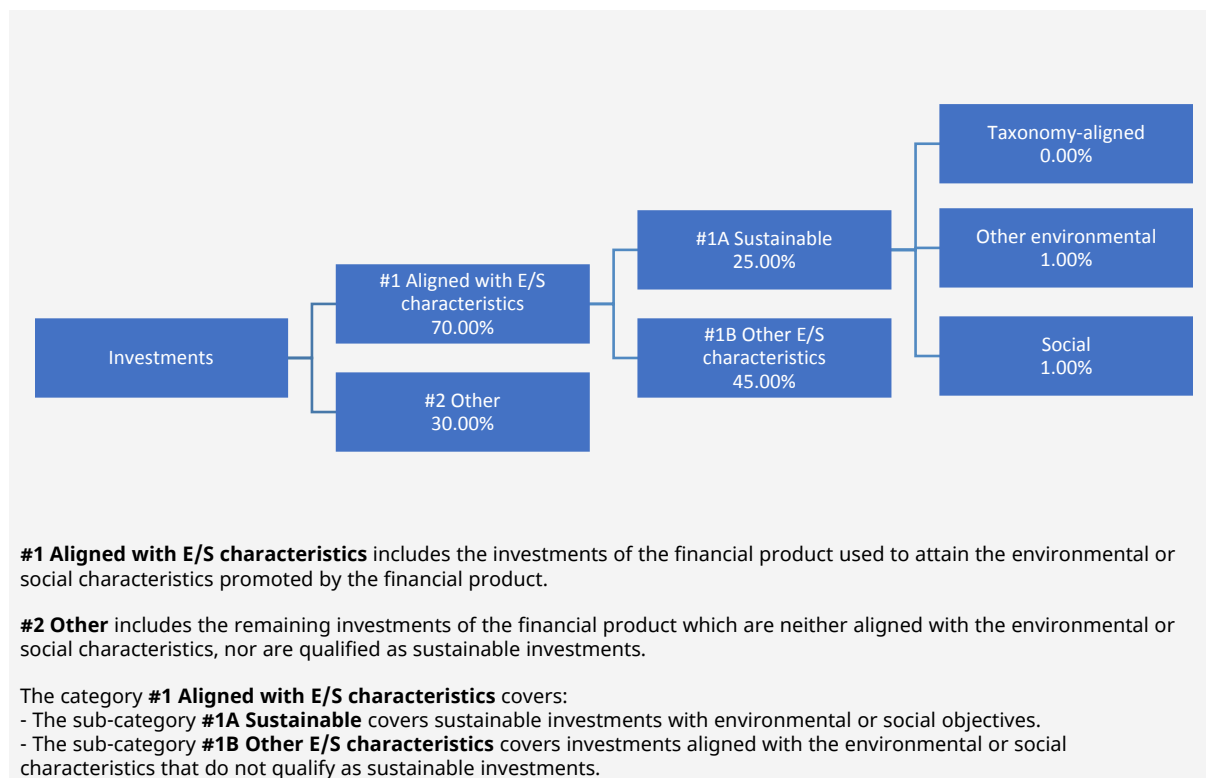 Investments
#1 Aligned with E/S
characteristics
70.00%
#2 Other
30.00%
#1A Sustainable
25.00%
#1B Other E/S
characteristics
45.00%
Taxonomy-aligned
0.00%
Other environmental
1.00%
Social
1.00%
#1 Aligned with E/S characteristics includes the investments of the financial product used to attain the environmental or
social characteristics promoted by the financial product.
#2 Other includes the remaining investments of the financial product which are neither aligned with the environmental or
social characteristics, nor are qualified as sustainable investments.
The category #1 Aligned with E/S characteristics covers:
- The sub-category #1A Sustainable covers sustainable investments with environmental or social objectives.
- The sub-category #1B Other E/S characteristics covers investments aligned with the environmental or social
characteristics that do not qualify as sustainable investments.